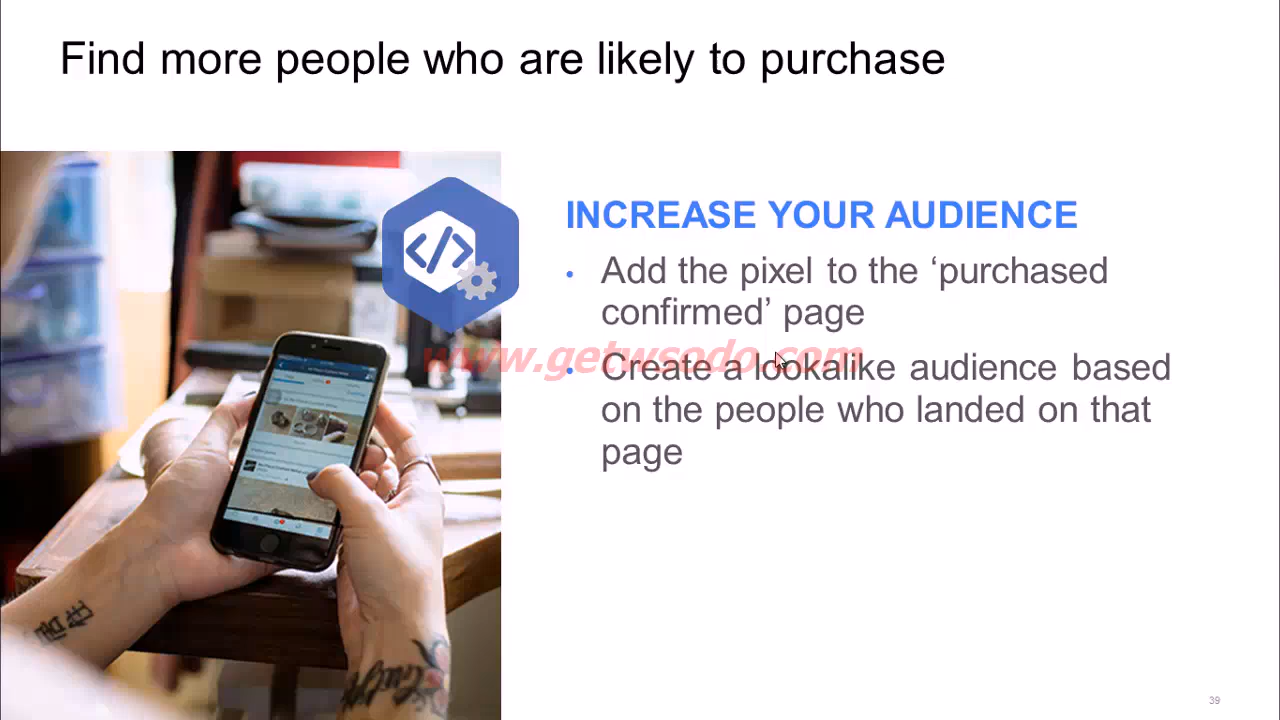 Find more people who are likely to purchase
INCREASE YOUR AUDIENCE
• Add the pixel to the ‘purchased
confirmed’ page
www.getwsodo.com
• Create a lookalike audience based
on the people who landed on that
page
</>
39